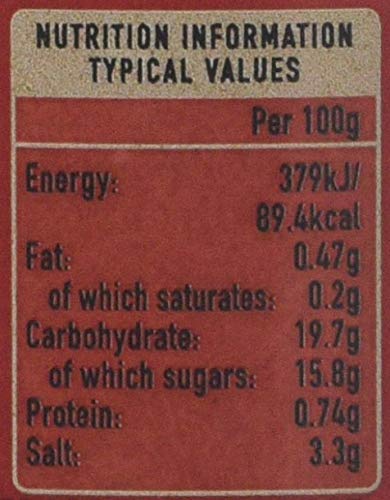 NUTRITION INFORMATION
TYPICAL VALUES
Per 100g
Energy: 379kJ/
89.4kcal
Fat: 0.47g
of which saturates: 0.2g
Carbohydrate: 19.7g
of which sugars: 15.8g
Protein: 0.74g
Salt: 3.3g